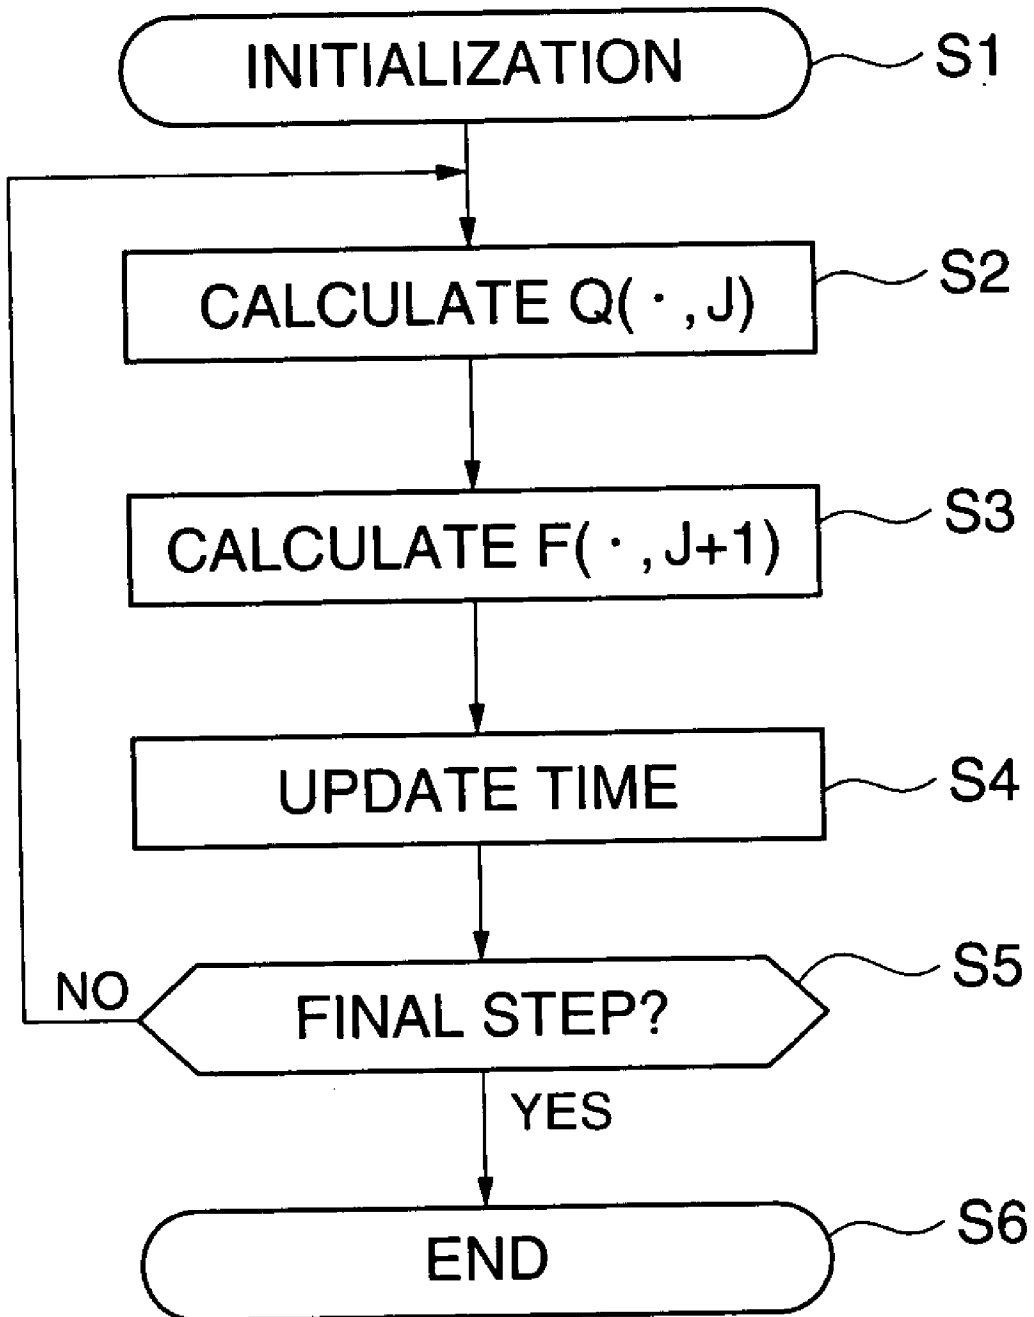 INITIALIZATION
S1
CALCULATE Q( · , J)
S2
CALCULATE F( · , J+1)
S3
UPDATE TIME
S4
FINAL STEP?
S5
NO
YES
END
S6